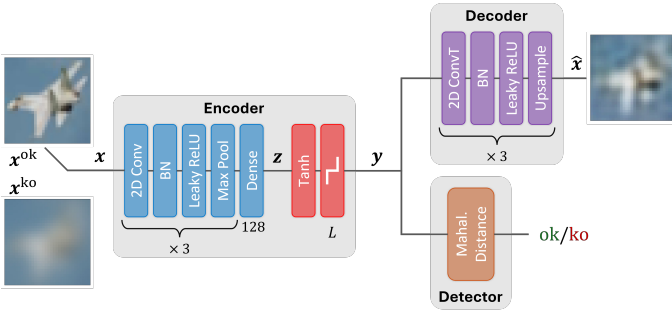 Decoder
2D ConvT
BN
Leaky ReLU
Upsample
× 3
x̂
Encoder
x^ok
x^ko
x
2D Conv
BN
Leaky ReLU
Max Pool
Dense
× 3
128
z
Tanh
L
y
Mahal.
Distance
ok/ko
Detector